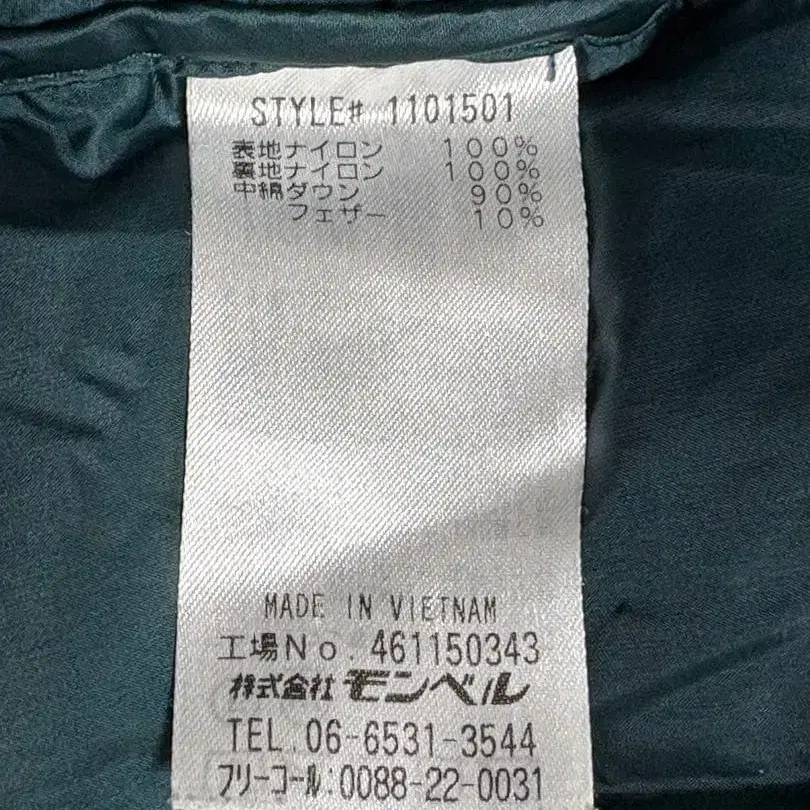 STYLE# 1101501
表地ナイロン 100%
裏地ナイロン 100%
中綿ダウン 90%
フェザー 10%
MADE IN VIETNAM
工場No. 461150343
株式会社モンベル
TEL.06-6531-3544
フリーコール:0088-22-0031